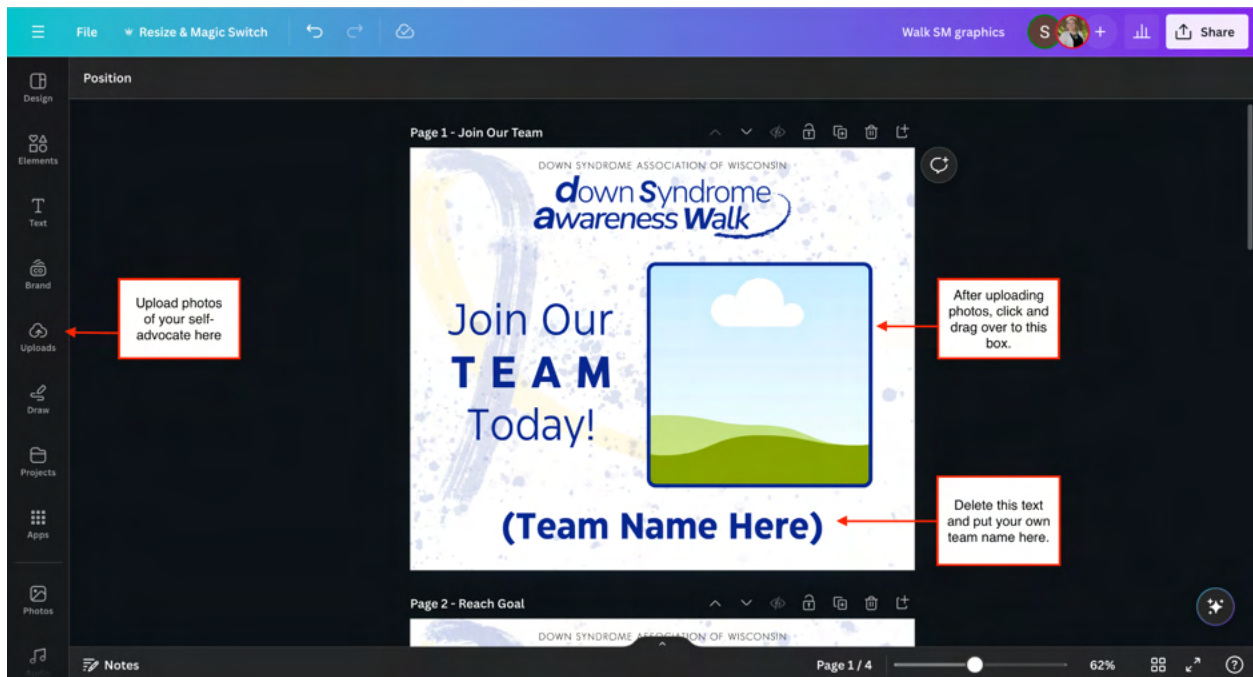 File
Resize & Magic Switch
Walk SM graphics
S
+
Share
Position
Design
Elements
Text
Brand
Uploads
Draw
Projects
Apps
Photos
Upload photos
of your self-
advocate here
Page 1 - Join Our Team
DOWN SYNDROME ASSOCIATION OF WISCONSIN
down Syndrome
awareness Walk
Join Our
TEAM
Today!
(Team Name Here)
After uploading
photos, click and
drag over to this
box.
Delete this text
and put your own
team name here.
Page 2 - Reach Goal
DOWN SYNDROME ASSOCIATION OF WISCONSIN
Notes
Page 1 / 4
62%